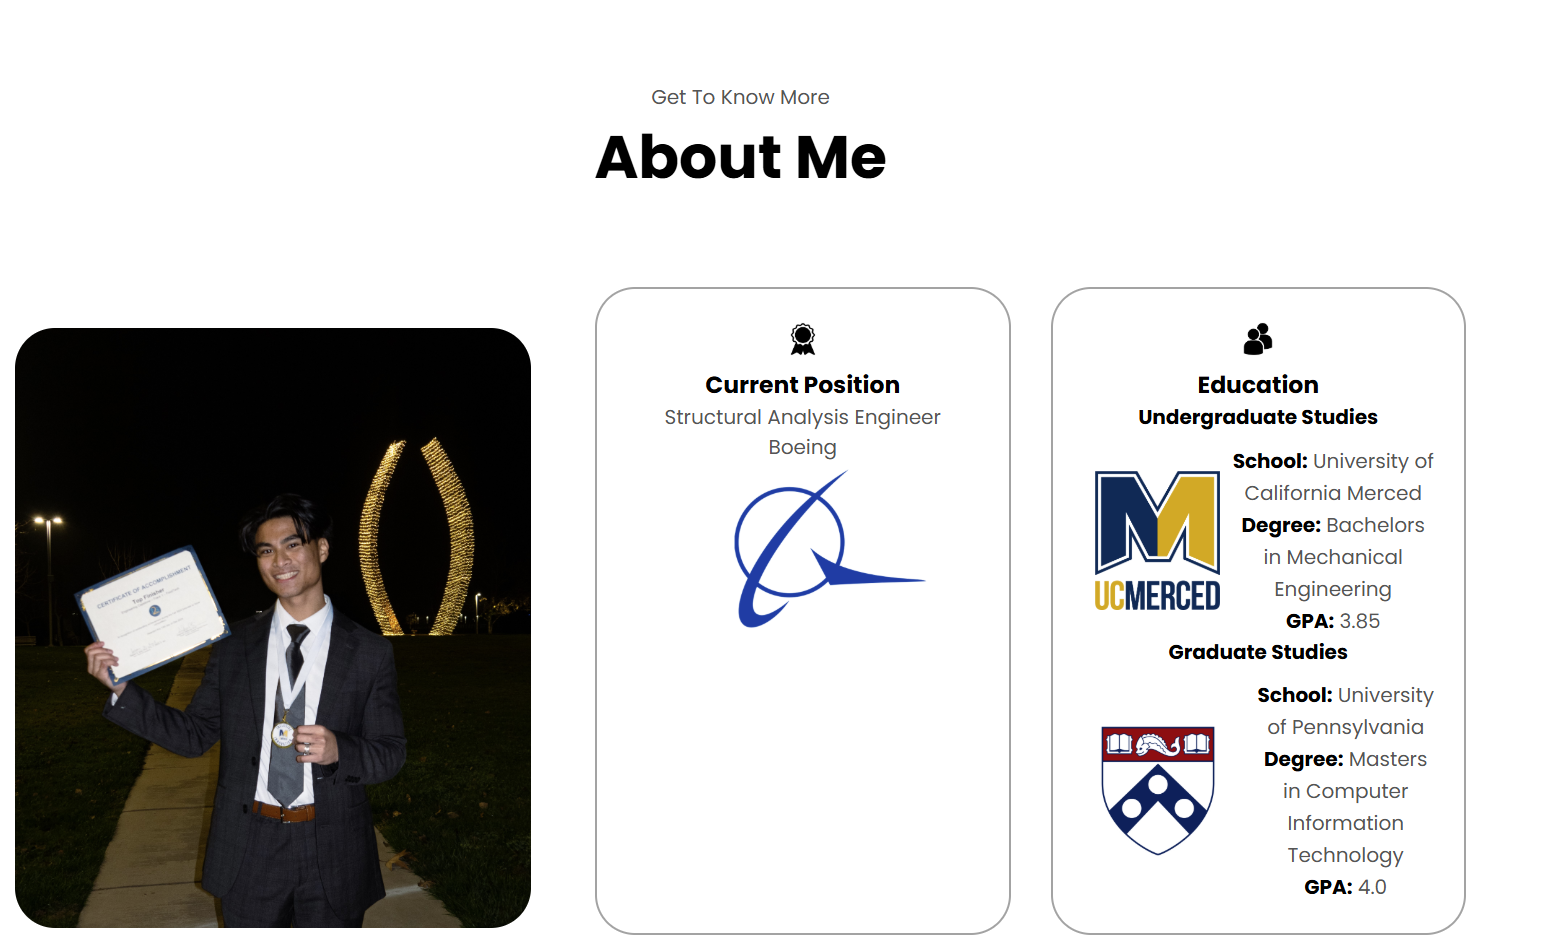 Get To Know More
About Me
CERTIFICATE OF ACCOMPLISHMENT
Top Finisher
Current Position
Structural Analysis Engineer
Boeing
Education
Undergraduate Studies
M
UCMERCED
School: University of
California Merced
Degree: Bachelors
in Mechanical
Engineering
GPA: 3.85
Graduate Studies
School: University
of Pennsylvania
Degree: Masters
in Computer
Information
Technology
GPA: 4.0